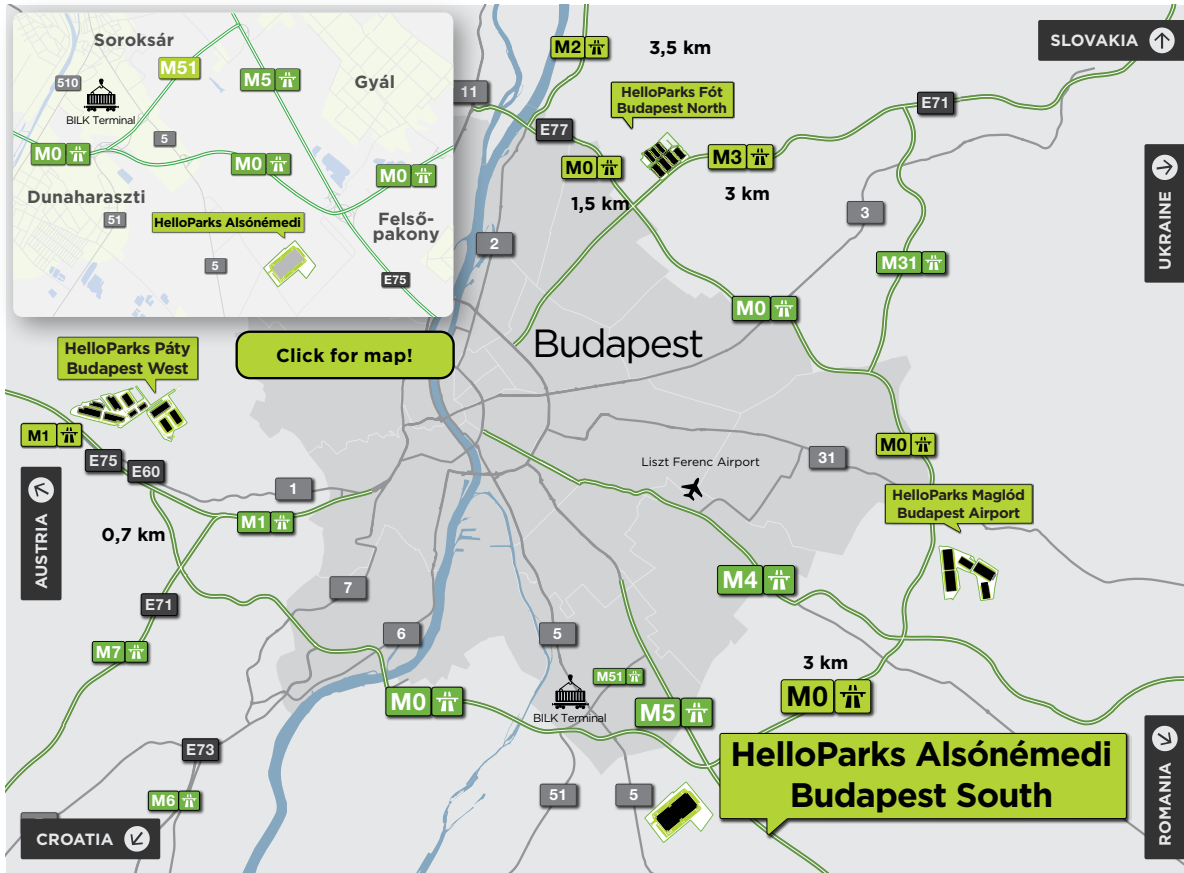 Soroksár
M51
M5
Gyál
510
BILK Terminal
5
M0
M0
M0
Dunaharaszti
51
HelloParks Alsónémedi
Felső-
pakony
5
E75
M2
3,5 km
SLOVAKIA
11
HelloParks Fót
Budapest North
E71
E77
M0
M3
1,5 km
3 km
UKRAINE
3
2
M31
M0
Budapest
HelloParks Páty
Budapest West
Click for map!
M1
E75
E60
M0
31
Liszt Ferenc Airport
1
HelloParks Maglód
Budapest Airport
AUSTRIA
0,7 km
M1
M4
7
E71
6
5
M7
M51
3 km
M0
M0
BILK Terminal
M5
HelloParks Alsónémedi
Budapest South
E73
M6
51
5
ROMANIA
CROATIA